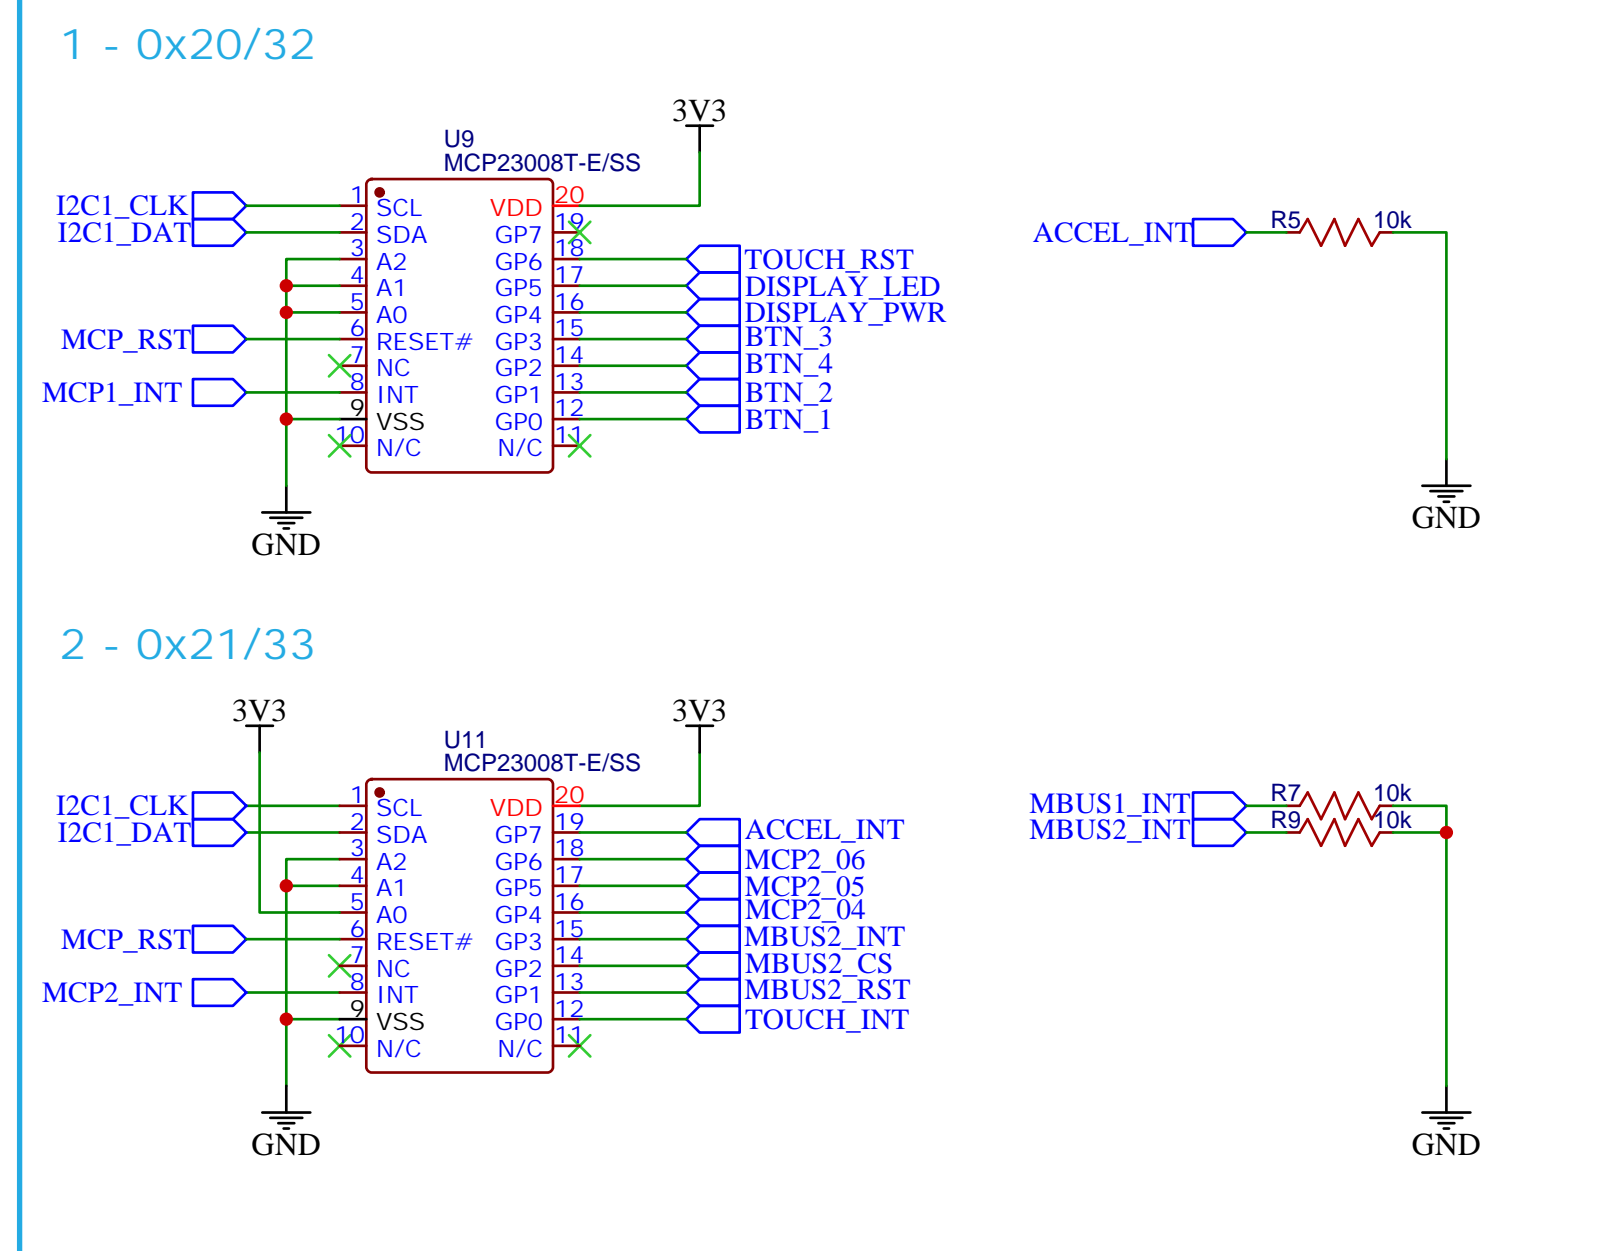 1 - 0x20/32
3V3
U9
MCP23008T-E/SS
I2C1_CLK 1 SCL VDD 20
I2C1_DAT 2 SDA GP7 19
3 A2 GP6 18 TOUCH_RST
4 A1 GP5 17 DISPLAY_LED
5 A0 GP4 16 DISPLAY_PWR
MCP_RST 6 RESET# GP3 15 BTN_3
7 NC GP2 14 BTN_4
MCP1_INT 8 INT GP1 13 BTN_2
9 VSS GP0 12 BTN_1
10 N/C N/C 11
GND
ACCEL_INT R5 10k
GND
2 - 0x21/33
3V3 3V3
U11
MCP23008T-E/SS
I2C1_CLK 1 SCL VDD 20
I2C1_DAT 2 SDA GP7 19 ACCEL_INT
3 A2 GP6 18 MCP2_06
4 A1 GP5 17 MCP2_05
5 A0 GP4 16 MCP2_04
MCP_RST 6 RESET# GP3 15 MBUS2_INT
7 NC GP2 14 MBUS2_CS
MCP2_INT 8 INT GP1 13 MBUS2_RST
9 VSS GP0 12 TOUCH_INT
10 N/C N/C 11
GND
MBUS1_INT R7 10k
MBUS2_INT R9 10k
GND